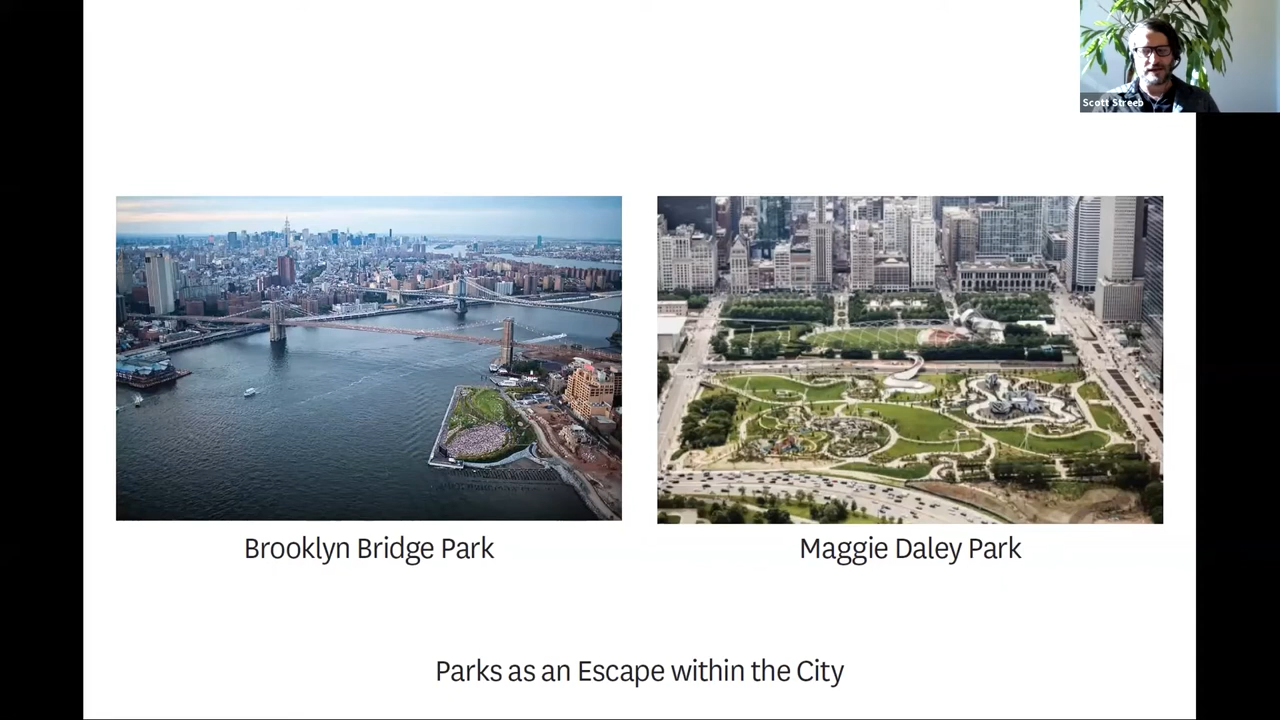 Scott Streeb
Brooklyn Bridge Park
Maggie Daley Park
Parks as an Escape within the City